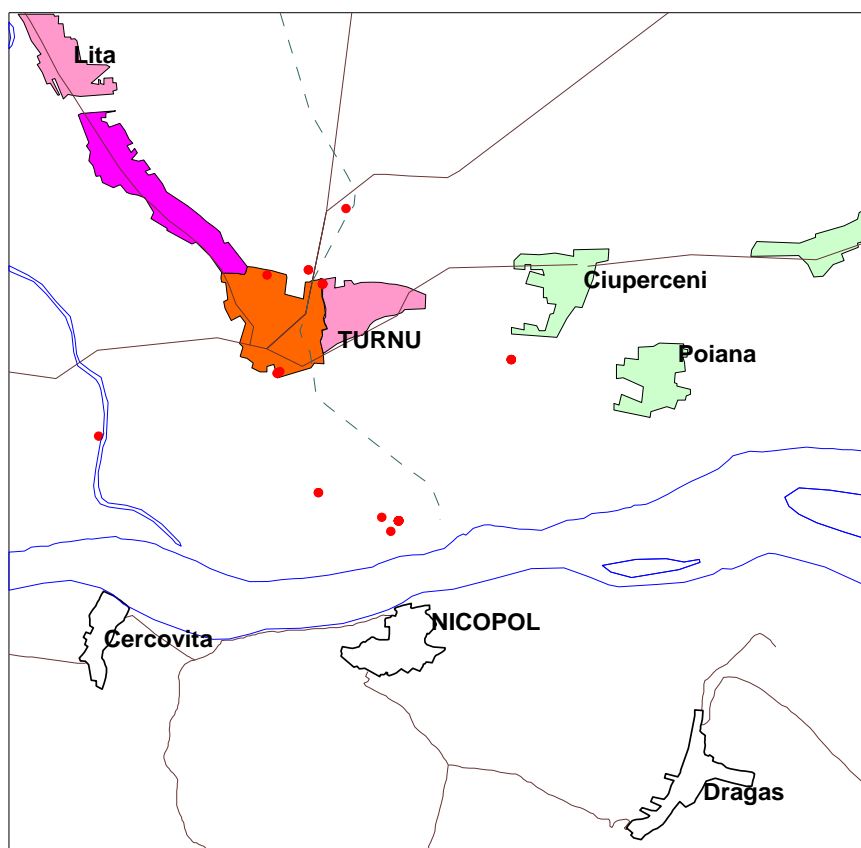 Lita
Ciuperceni
TURNU
Poiana
NICOPOL
Cercovita
Dragas